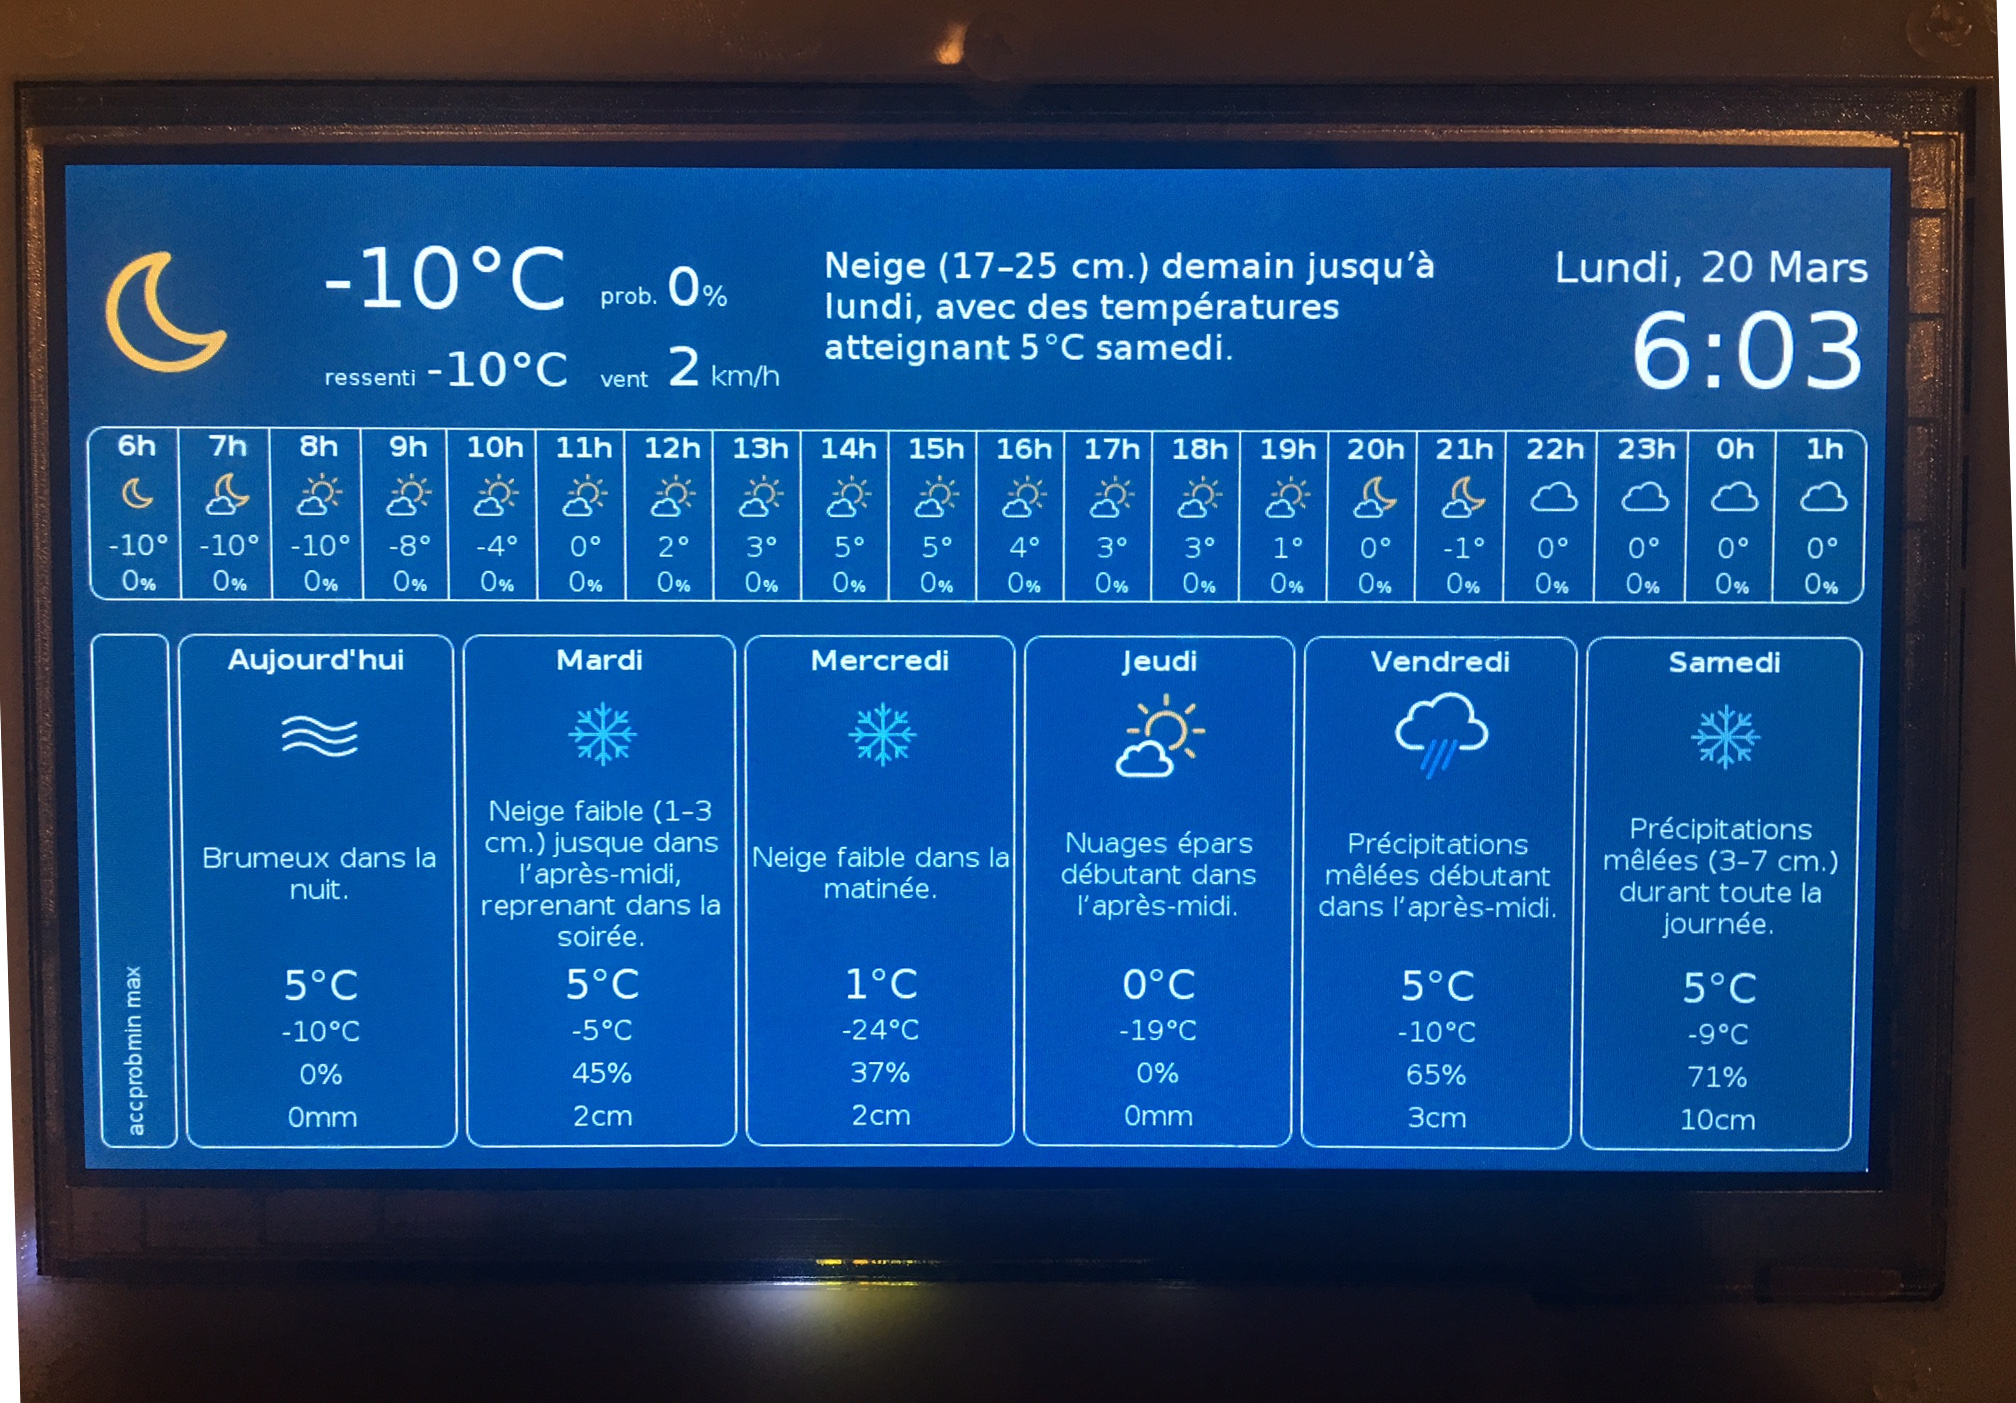 -10°C
prob. 0%
ressenti -10°C
vent 2 km/h
Neige (17–25 cm.) demain jusqu’à
lundi, avec des températures
atteignant 5°C samedi.
Lundi, 20 Mars
6:03
6h 7h 8h 9h 10h 11h 12h 13h 14h 15h 16h 17h 18h 19h 20h 21h 22h 23h 0h 1h
-10° -10° -10° -8° -4° 0° 2° 3° 5° 5° 4° 3° 3° 1° 0° -1° 0° 0° 0° 0°
0% 0% 0% 0% 0% 0% 0% 0% 0% 0% 0% 0% 0% 0% 0% 0% 0% 0% 0% 0%
accprobmin max
Aujourd'hui
Brumeux dans la
nuit.
5°C
-10°C
0%
0mm
Mardi
Neige faible (1–3
cm.) jusque dans
l’après-midi,
reprenant dans la
soirée.
5°C
-5°C
45%
2cm
Mercredi
Neige faible dans la
matinée.
1°C
-24°C
37%
2cm
Jeudi
Nuages épars
débutant dans
l’après-midi.
0°C
-19°C
0%
0mm
Vendredi
Précipitations
mêlées débutant
dans l’après-midi.
5°C
-10°C
65%
3cm
Samedi
Précipitations
mêlées (3–7 cm.)
durant toute la
journée.
5°C
-9°C
71%
10cm